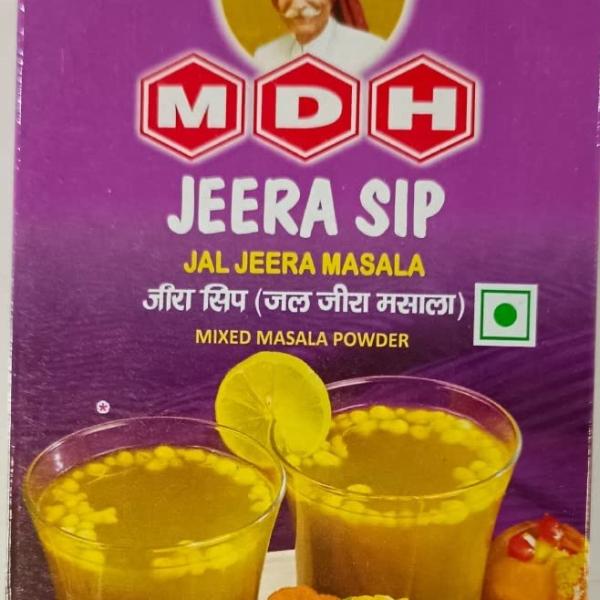 MDH
JEERA SIP
JAL JEERA MASALA
जीरा सिप (जल जीरा मसाला)
MIXED MASALA POWDER